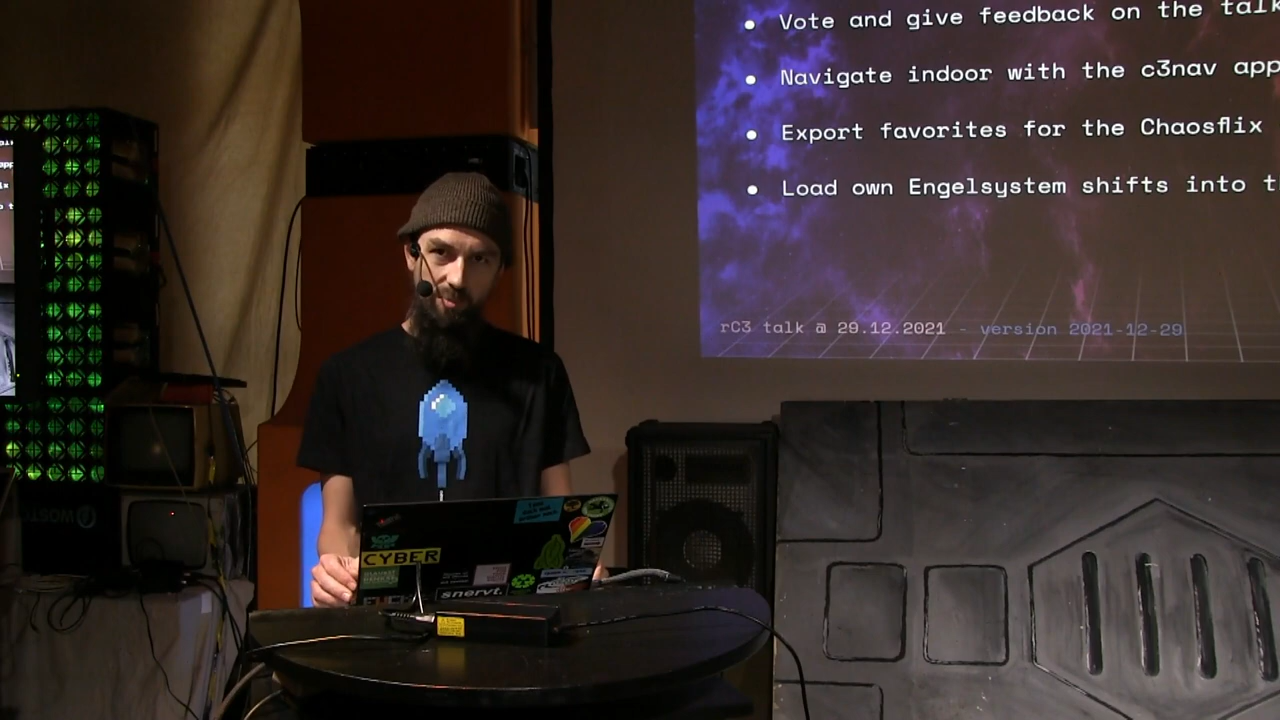 Vote and give feedback on the talk
Navigate indoor with the c3nav app
Export favorites for the Chaosflix
Load own Engelsystem shifts into t
rC3 talk @ 29.12.2021 - version 2021-12-29
CYBER
snervt.